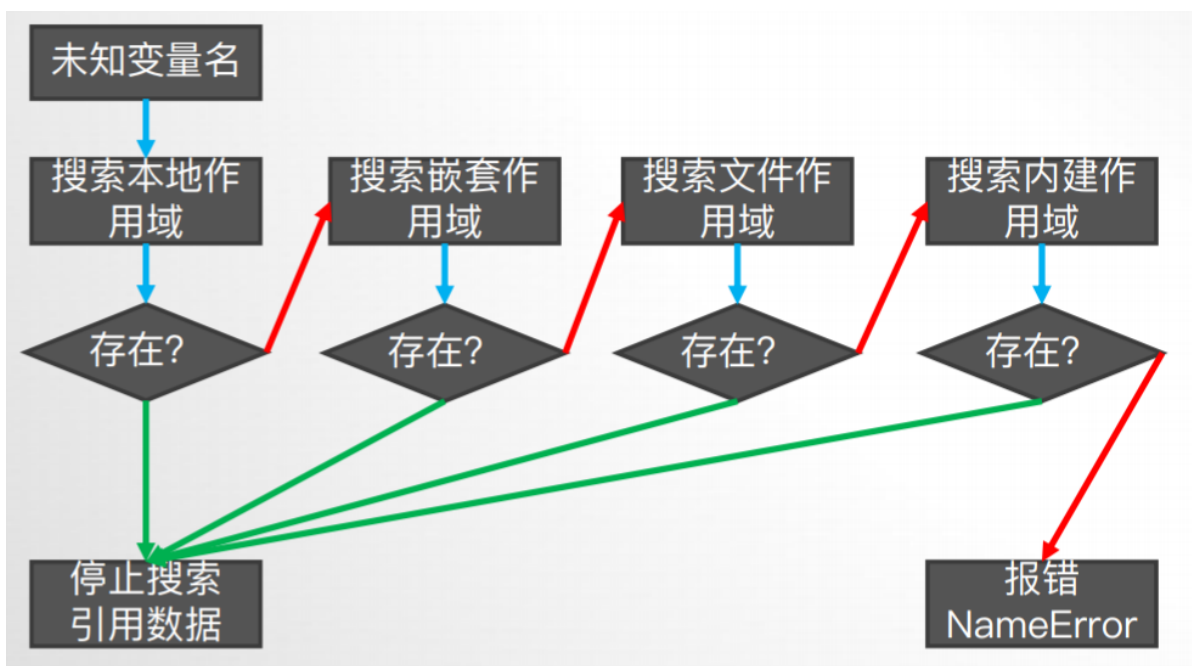 未知变量名
搜索本地作
用域
搜索嵌套作
用域
搜索文件作
用域
搜索内建作
用域
存在?
存在?
存在?
存在?
停止搜索
引用数据
报错
NameError